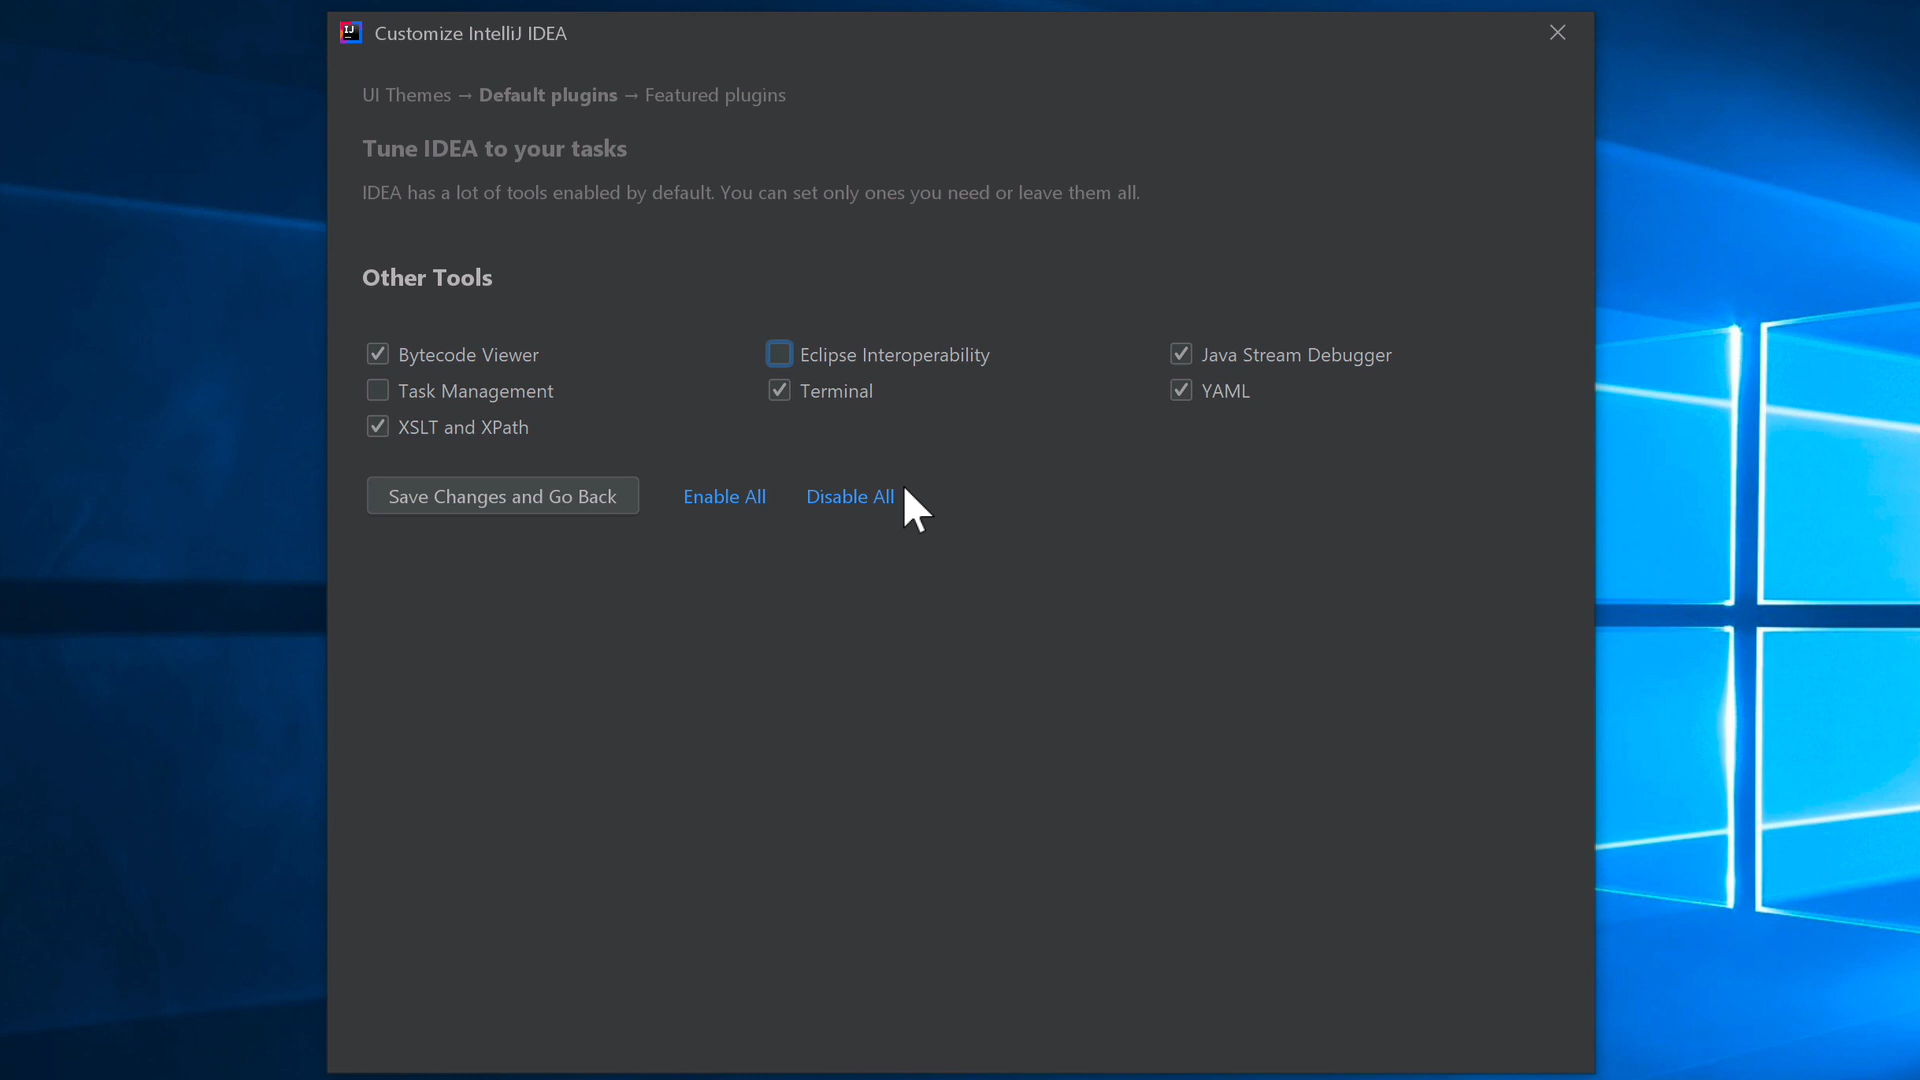 IJ
Customize IntelliJ IDEA
UI Themes → Default plugins → Featured plugins
Tune IDEA to your tasks
IDEA has a lot of tools enabled by default. You can set only ones you need or leave them all.
Other Tools
Bytecode Viewer Eclipse Interoperability Java Stream Debugger
Task Management Terminal YAML
XSLT and XPath
Save Changes and Go Back Enable All Disable All